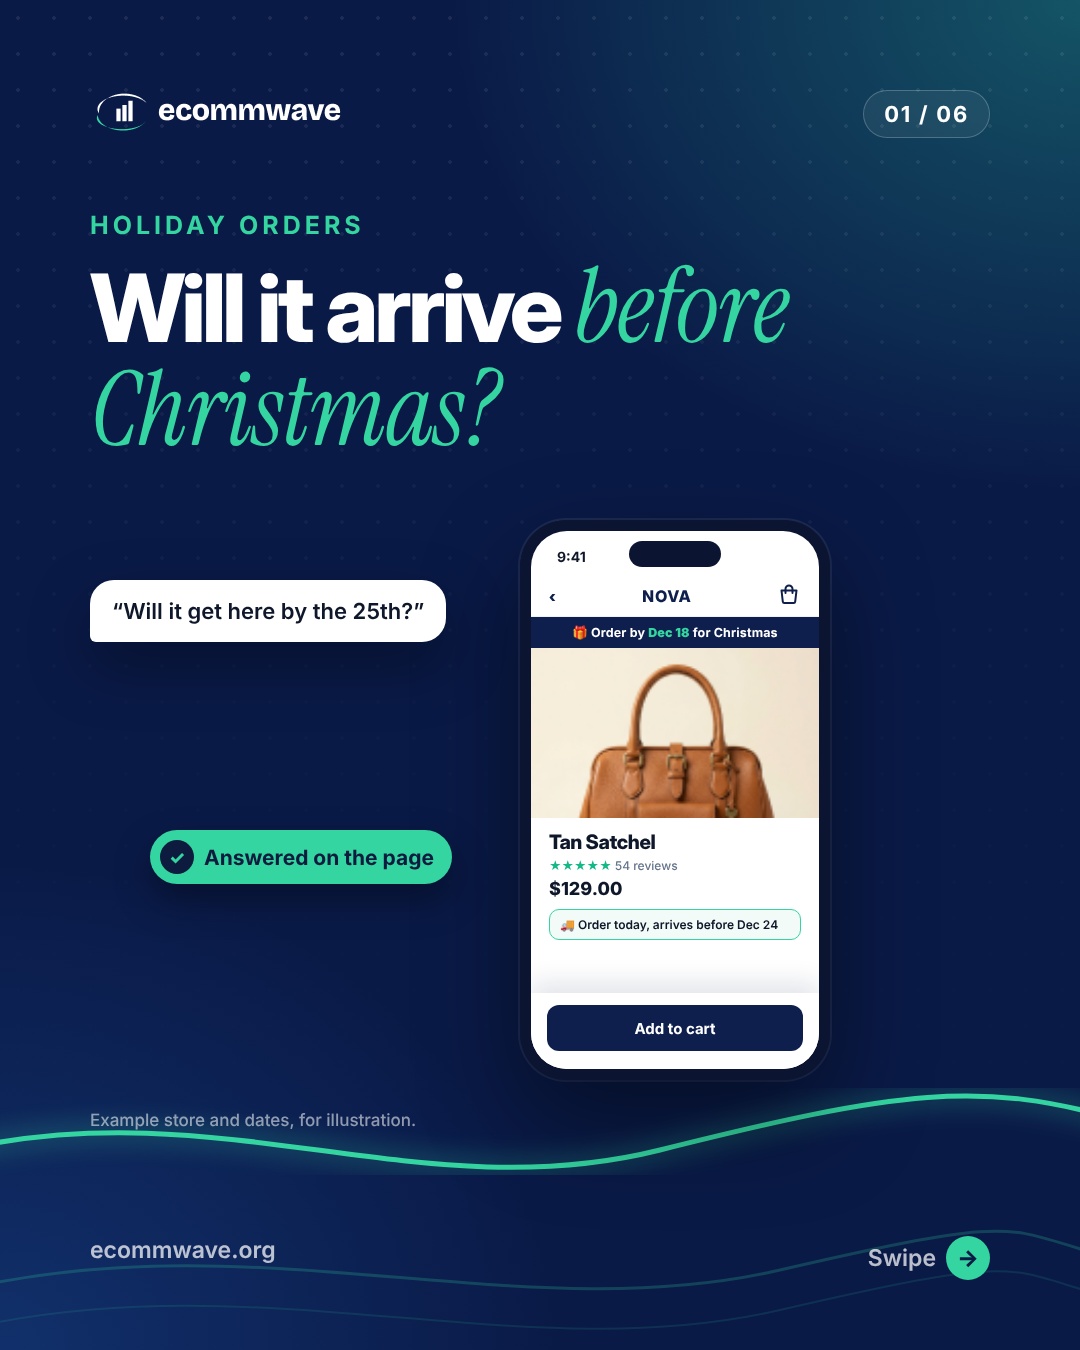 ecommwave
01 / 06
HOLIDAY ORDERS
Will it arrive before
Christmas?
“Will it get here by the 25th?”
Answered on the page
9:41
‹ NOVA
🎁 Order by Dec 18 for Christmas
Tan Satchel
★★★★★ 54 reviews
$129.00
🚚 Order today, arrives before Dec 24
Add to cart
Example store and dates, for illustration.
ecommwave.org
Swipe →